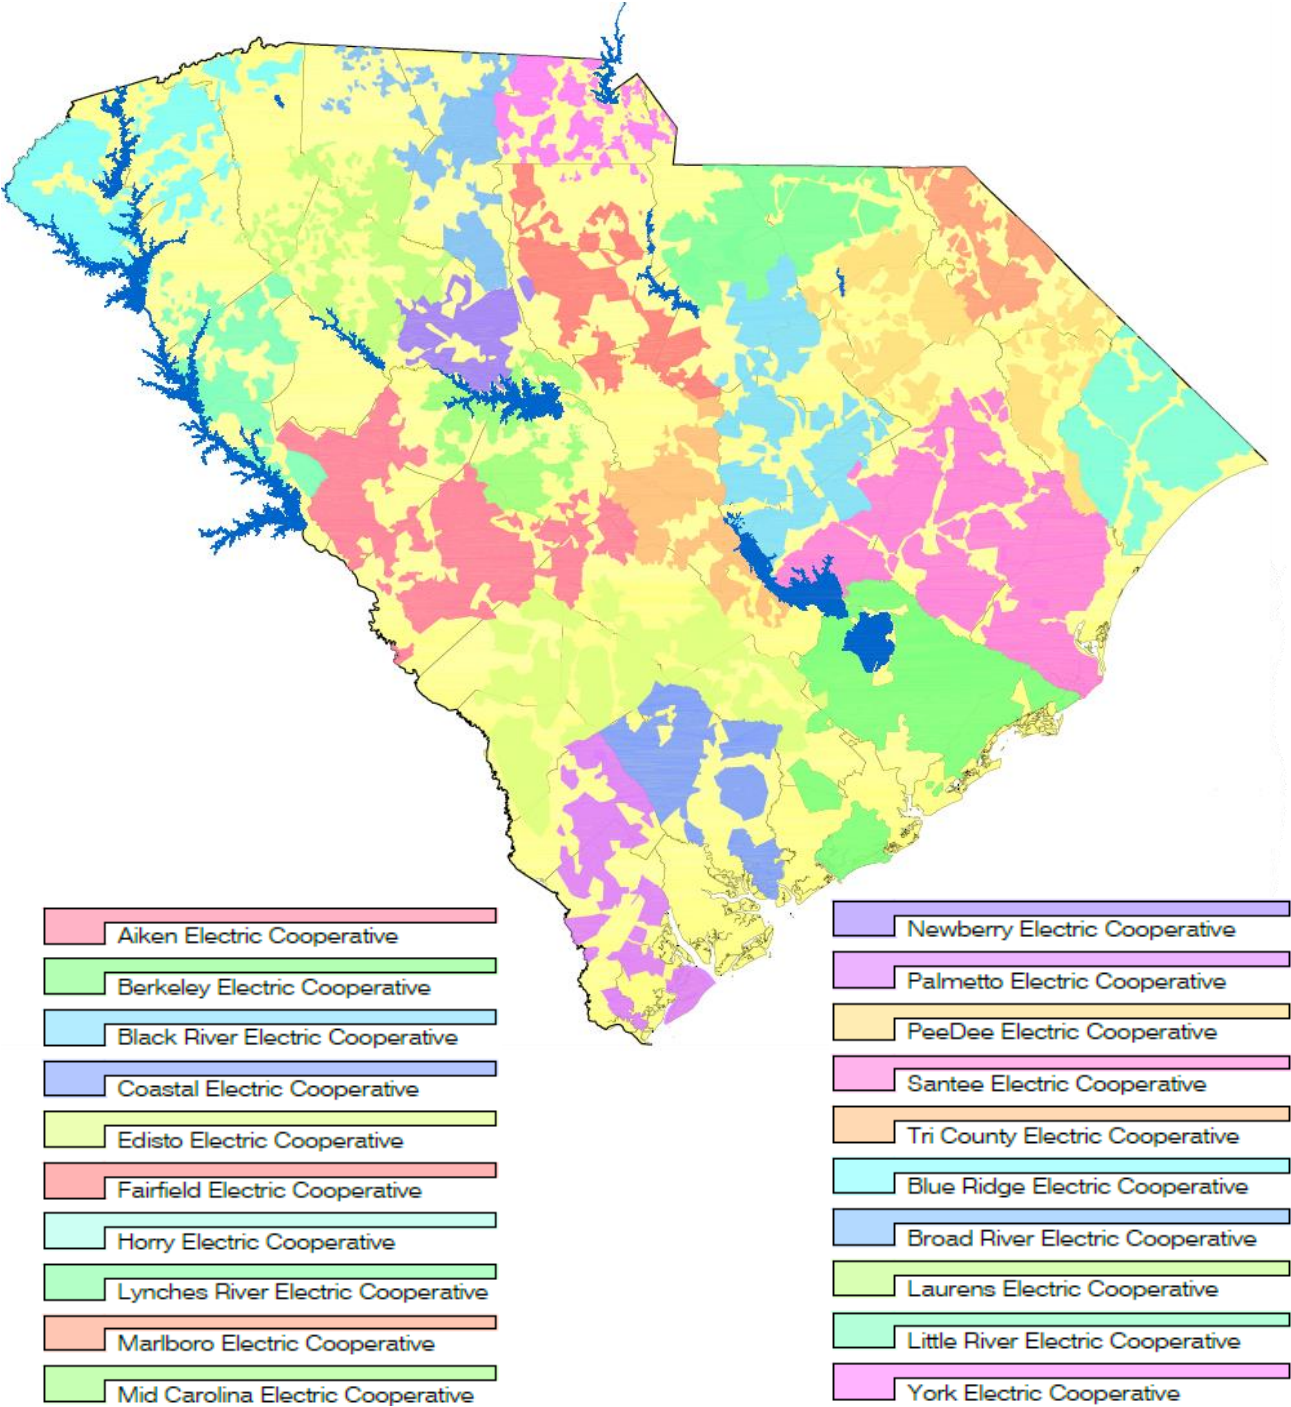 Aiken Electric Cooperative
Berkeley Electric Cooperative
Black River Electric Cooperative
Coastal Electric Cooperative
Edisto Electric Cooperative
Fairfield Electric Cooperative
Horry Electric Cooperative
Lynches River Electric Cooperative
Marlboro Electric Cooperative
Mid Carolina Electric Cooperative
Newberry Electric Cooperative
Palmetto Electric Cooperative
PeeDee Electric Cooperative
Santee Electric Cooperative
Tri County Electric Cooperative
Blue Ridge Electric Cooperative
Broad River Electric Cooperative
Laurens Electric Cooperative
Little River Electric Cooperative
York Electric Cooperative